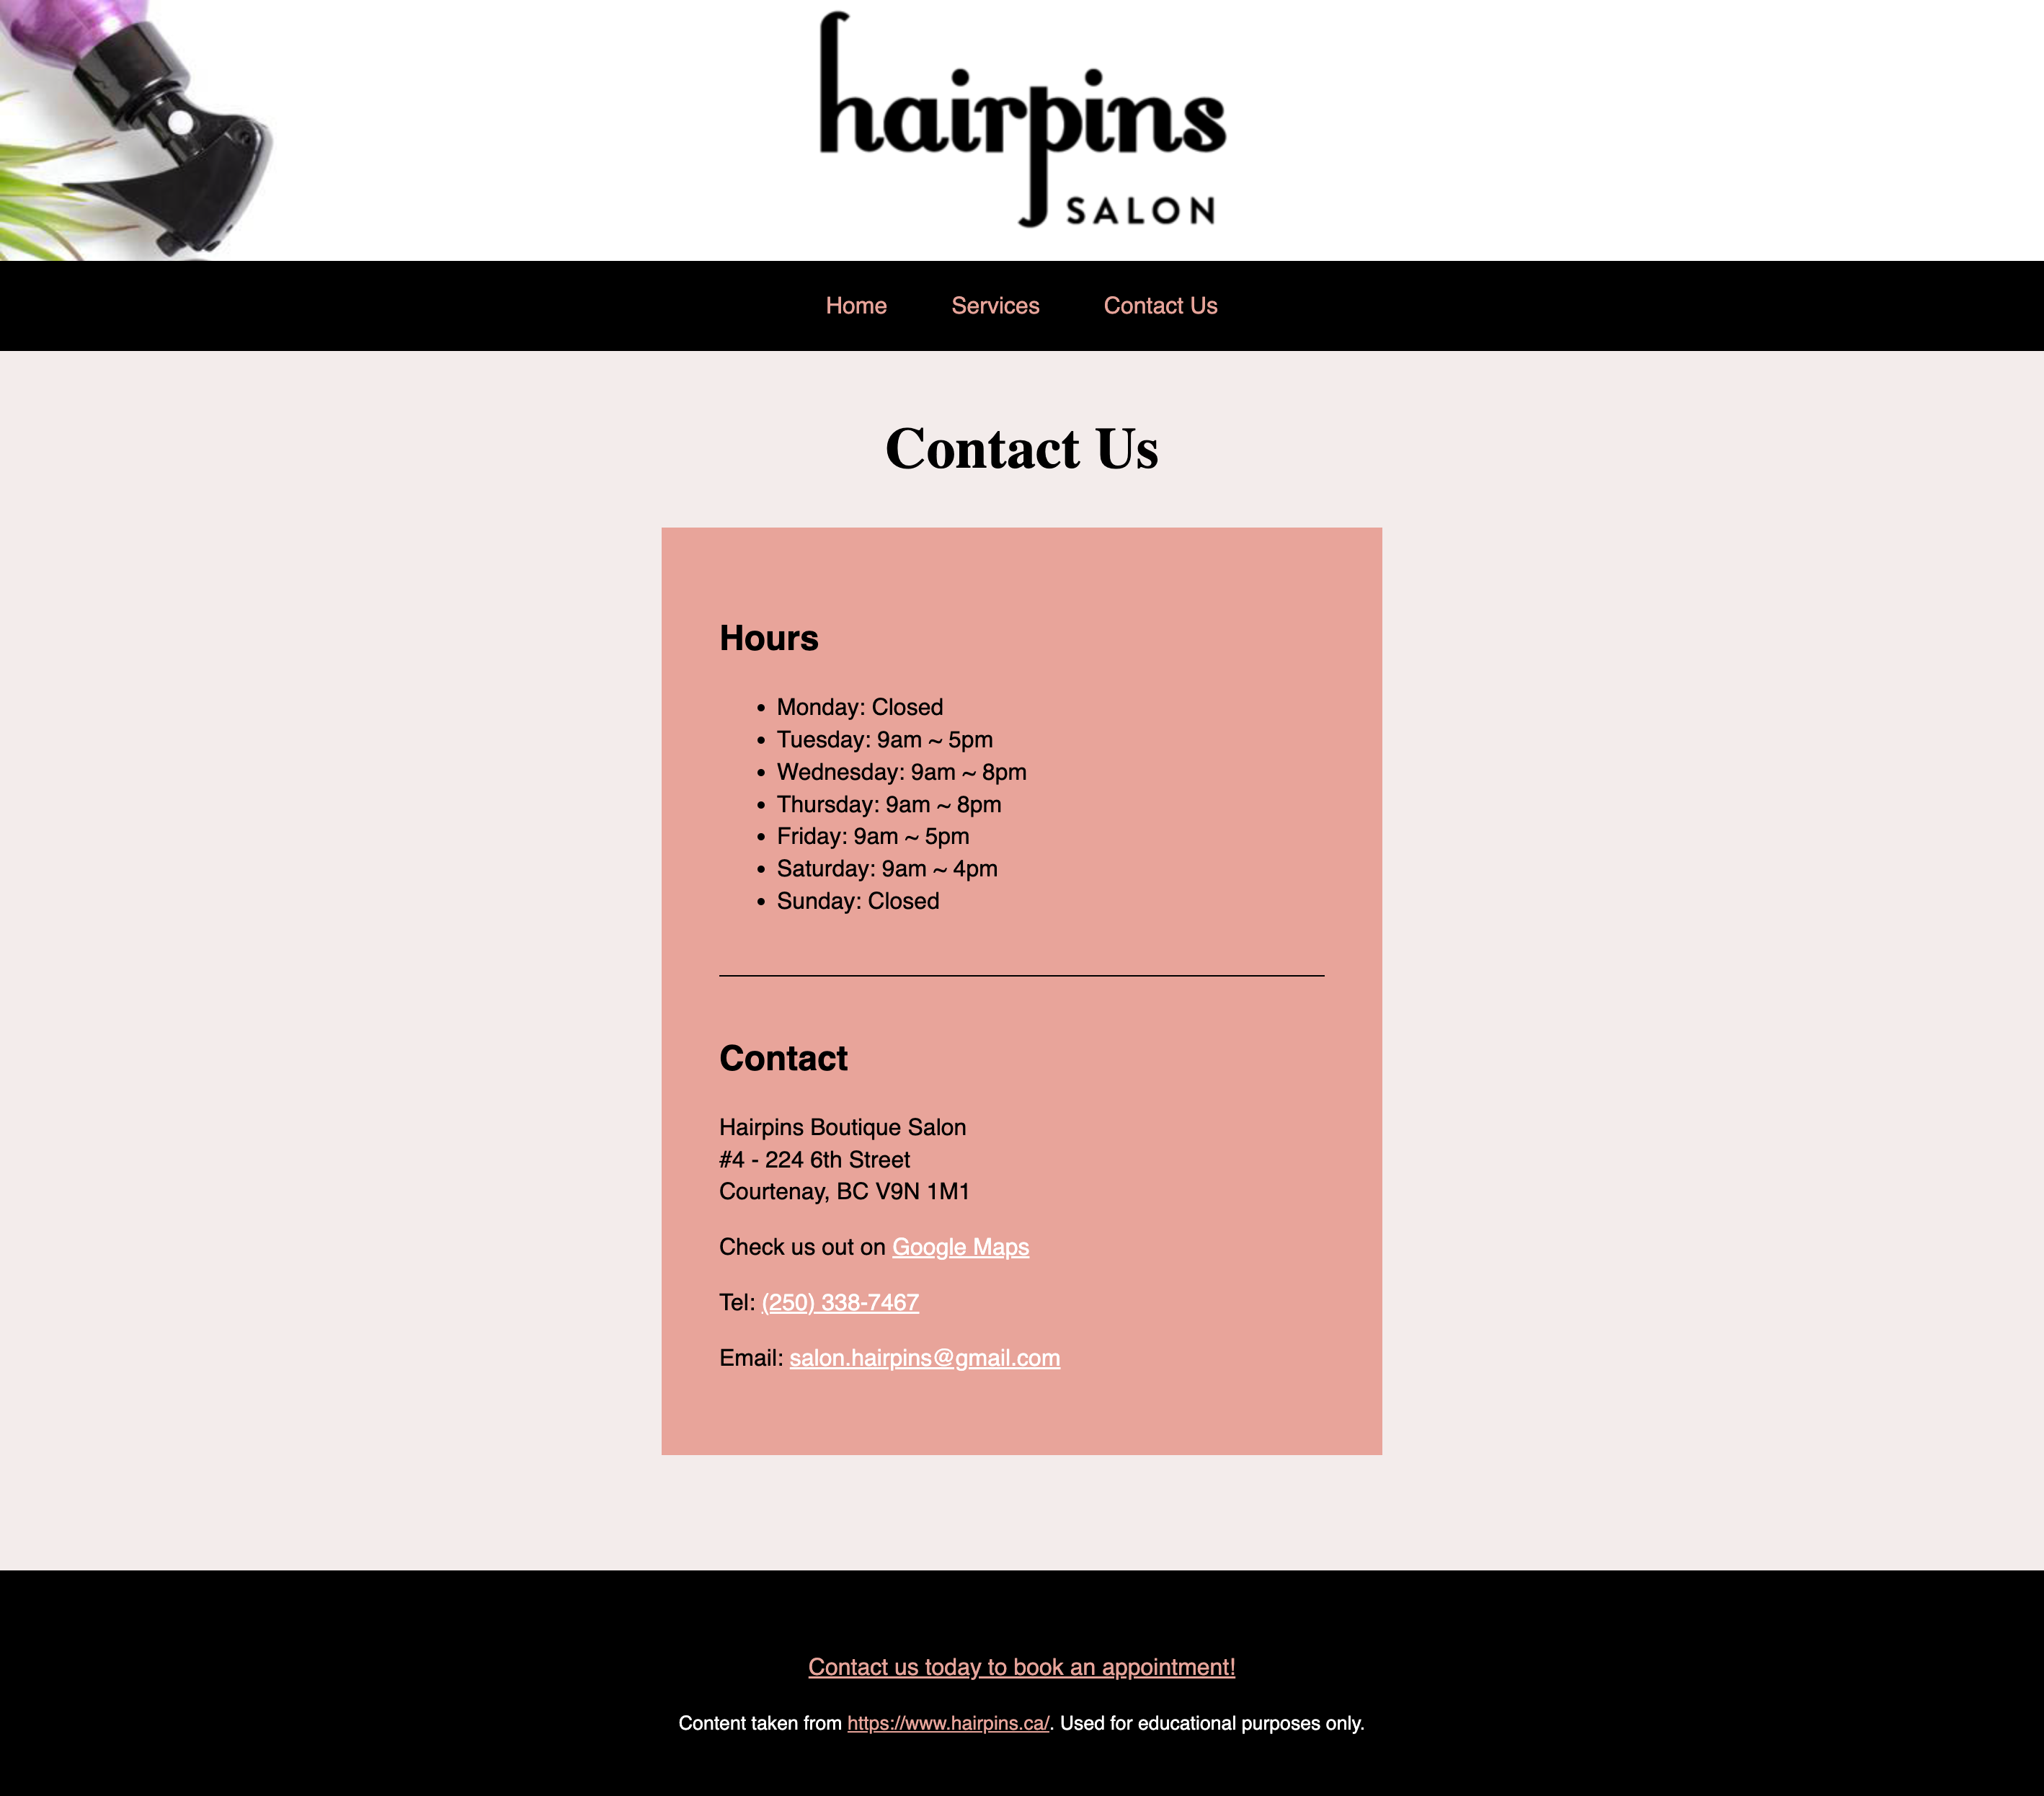 hairpins
SALON
Home Services Contact Us
Contact Us
Hours
• Monday: Closed
• Tuesday: 9am ~ 5pm
• Wednesday: 9am ~ 8pm
• Thursday: 9am ~ 8pm
• Friday: 9am ~ 5pm
• Saturday: 9am ~ 4pm
• Sunday: Closed
Contact
Hairpins Boutique Salon
#4 - 224 6th Street
Courtenay, BC V9N 1M1
Check us out on Google Maps
Tel: (250) 338-7467
Email: salon.hairpins@gmail.com
Contact us today to book an appointment!
Content taken from https://www.hairpins.ca/. Used for educational purposes only.